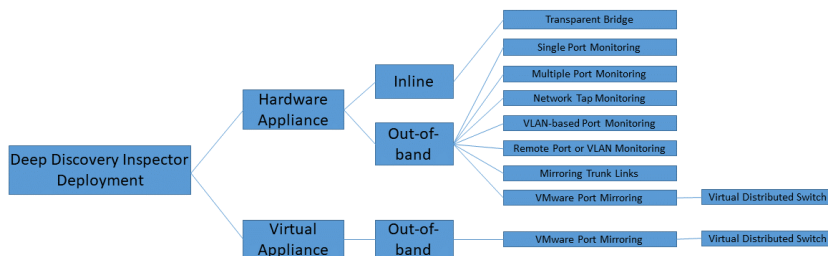 Deep Discovery Inspector
Deployment
Hardware
Appliance
Inline
Transparent Bridge
Out-of-
band
Single Port Monitoring
Multiple Port Monitoring
Network Tap Monitoring
VLAN-based Port Monitoring
Remote Port or VLAN Monitoring
Mirroring Trunk Links
VMware Port Mirroring
Virtual Distributed Switch
Virtual
Appliance
Out-of-
band
VMware Port Mirroring
Virtual Distributed Switch